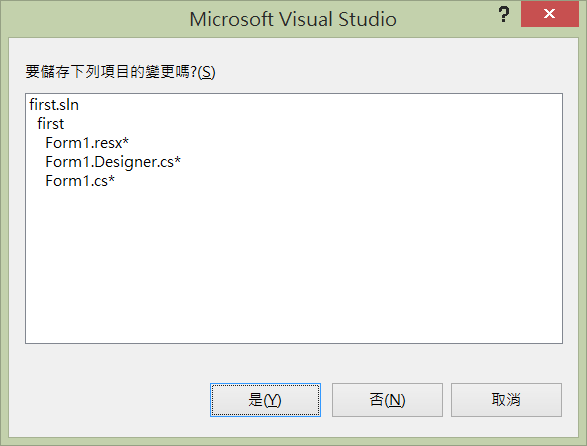 Microsoft Visual Studio
?
要儲存下列項目的變更嗎?(S)
first.sln
first
Form1.resx*
Form1.Designer.cs*
Form1.cs*
是(Y)
否(N)
取消